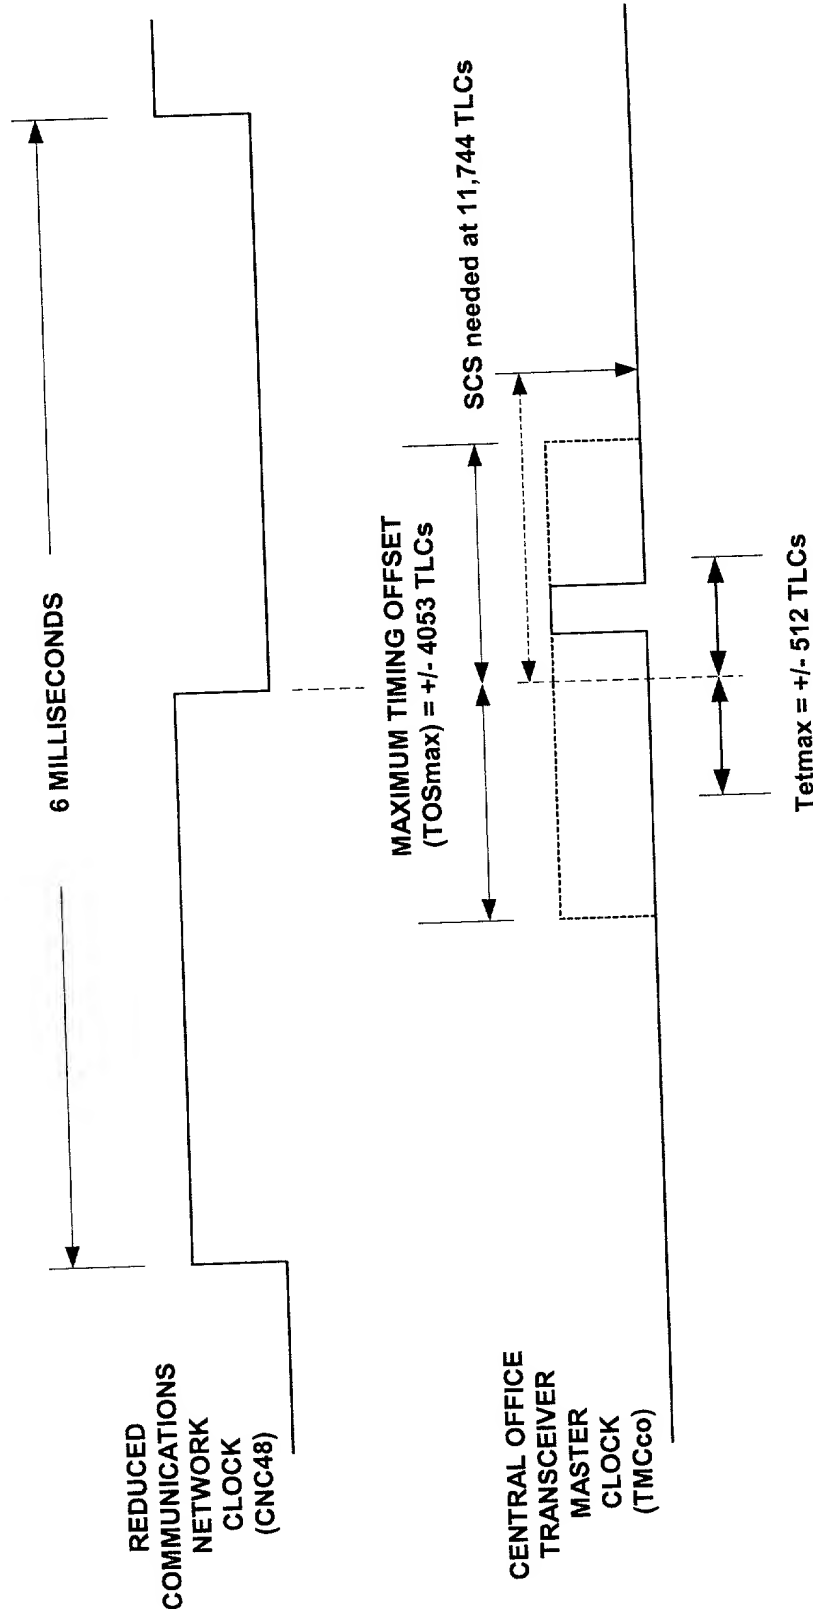 6 MILLISECONDS
REDUCED
COMMUNICATIONS
NETWORK
CLOCK
(CNC48)
MAXIMUM TIMING OFFSET
(TOSmax) = +/- 4053 TLCs
SCS needed at 11,744 TLCs
CENTRAL OFFICE
TRANSCEIVER
MASTER
CLOCK
(TMCco)
Tetmax = +/- 512 TLCs